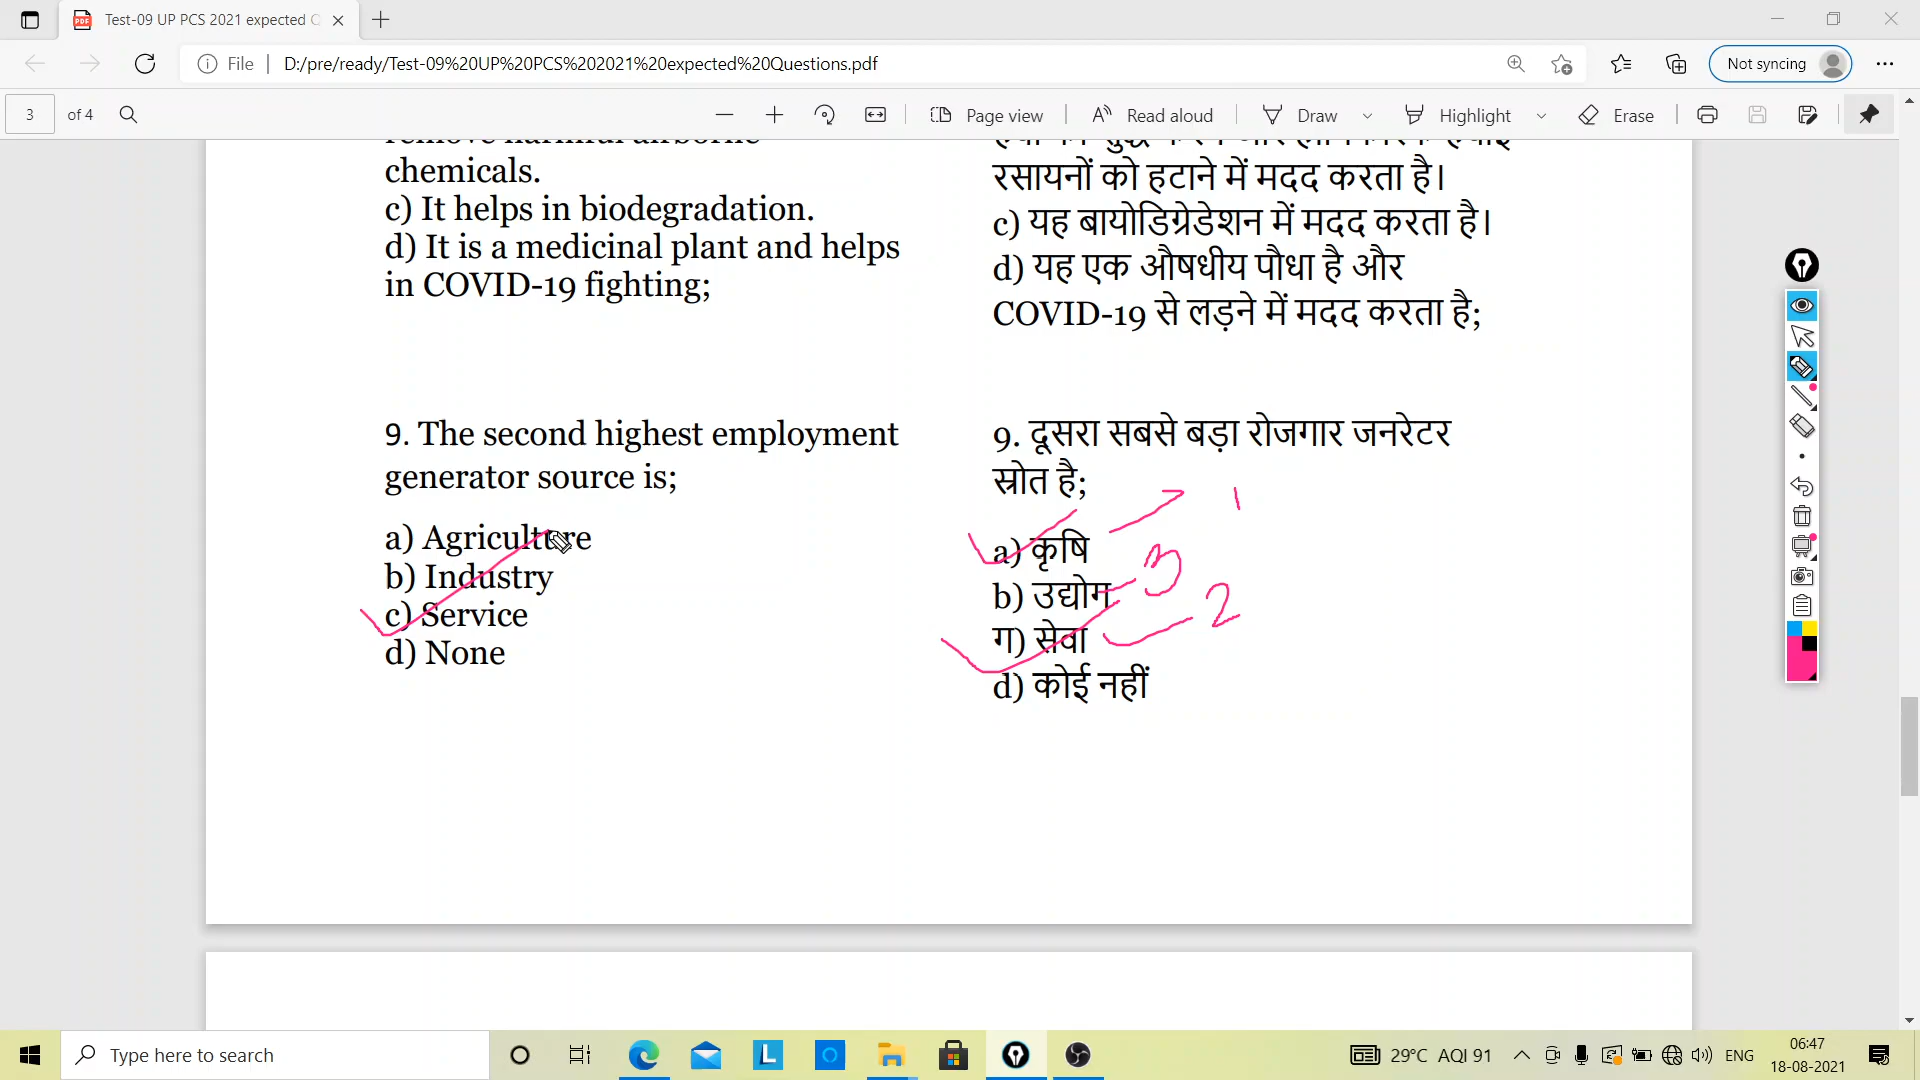 Test-09 UP PCS 2021 expected
File
D:/pre/ready/Test-09%20UP%20PCS%202021%20expected%20Questions.pdf
Not syncing
3
of 4
Page view
Read aloud
Draw
Highlight
Erase
remove harmful airborne
chemicals.
c) It helps in biodegradation.
d) It is a medicinal plant and helps
in COVID-19 fighting;
9. The second highest employment
generator source is;
a) Agriculture
b) Industry
c) Service
d) None
रसायनों को हटाने में मदद करता है।
c) यह बायोडिग्रेडेशन में मदद करता है।
d) यह एक औषधीय पौधा है और
COVID-19 से लड़ने में मदद करता है;
9. दूसरा सबसे बड़ा रोजगार जनरेटर
स्रोत है;
a) कृषि
1
b) उद्योग
3
ग) सेवा
2
d) कोई नहीं
Type here to search
29°C AQI 91
ENG
06:47
18-08-2021